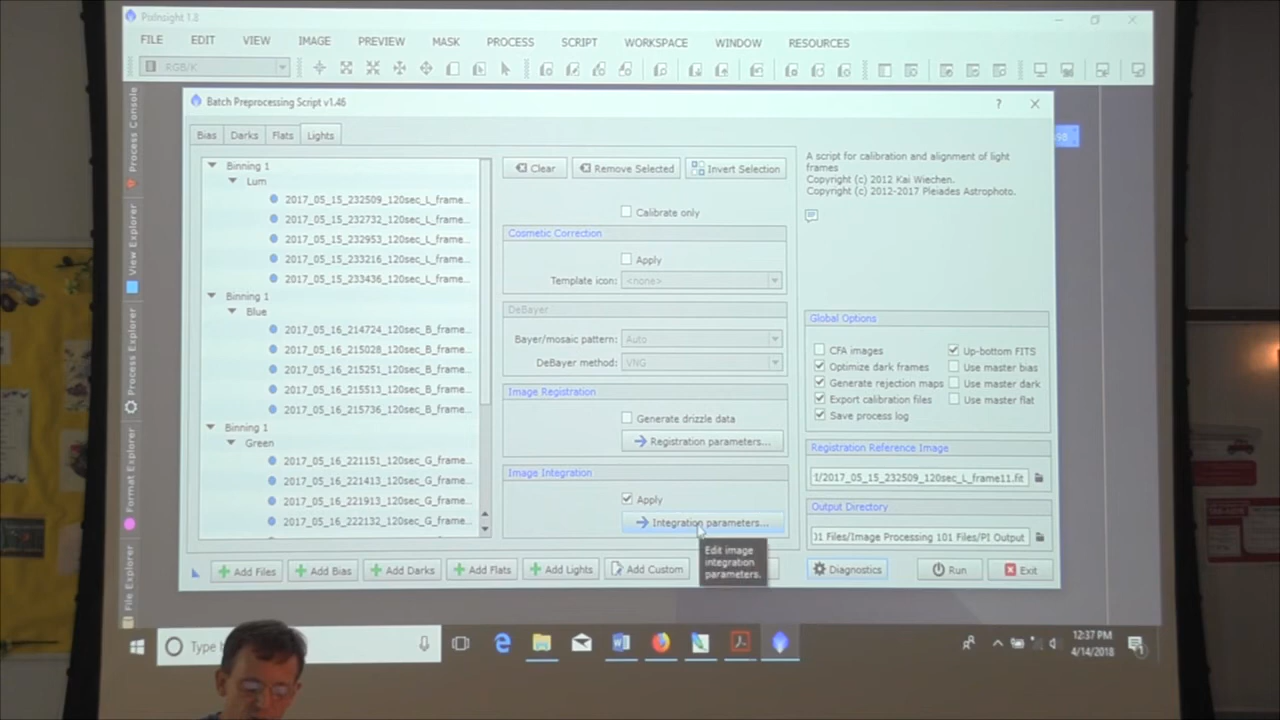 PixInsight 1.8
FILE EDIT VIEW IMAGE PREVIEW MASK PROCESS SCRIPT WORKSPACE WINDOW RESOURCES
RGB/K
Batch Preprocessing Script v1.46
?
Bias Darks Flats Lights
Binning 1
Lum
2017_05_15_232509_120sec_L_frame...
2017_05_15_232732_120sec_L_frame...
2017_05_15_232953_120sec_L_frame...
2017_05_15_233216_120sec_L_frame...
2017_05_15_233436_120sec_L_frame...
Binning 1
Blue
2017_05_16_214724_120sec_B_frame...
2017_05_16_215028_120sec_B_frame...
2017_05_16_215251_120sec_B_frame...
2017_05_16_215513_120sec_B_frame...
2017_05_16_215736_120sec_B_frame...
Binning 1
Green
2017_05_16_221151_120sec_G_frame...
2017_05_16_221413_120sec_G_frame...
2017_05_16_221913_120sec_G_frame...
2017_05_16_222132_120sec_G_frame...
Clear Remove Selected Invert Selection
Calibrate only
Cosmetic Correction
Apply
Template icon: <none>
DeBayer
Bayer/mosaic pattern: Auto
DeBayer method: VNG
Image Registration
Generate drizzle data
Registration parameters...
Image Integration
Apply
Integration parameters...
Edit image
integration
parameters.
A script for calibration and alignment of light
frames
Copyright (c) 2012 Kai Wiechen.
Copyright (c) 2012-2017 Pleiades Astrophoto.
Global Options
CFA images Up-bottom FITS
Optimize dark frames Use master bias
Generate rejection maps Use master dark
Export calibration files Use master flat
Save process log
Registration Reference Image
1/2017_05_15_232509_120sec_L_frame11.fit
Output Directory
01 Files/Image Processing 101 Files/PI Output
Add Files Add Bias Add Darks Add Flats Add Lights Add Custom Diagnostics Run Exit
Process Console
View Explorer
Process Explorer
Format Explorer
File Explorer
Type
12:37 PM
4/14/2018